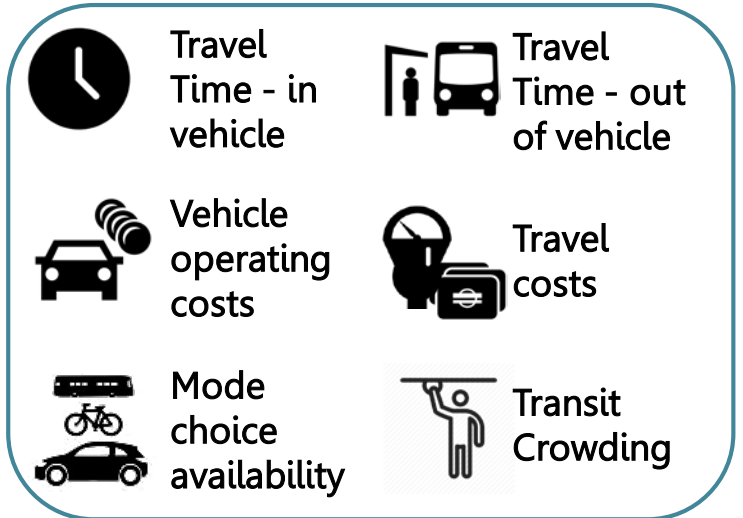 Travel
Time - in
vehicle
Travel
Time - out
of vehicle
Vehicle
operating
costs
Travel
costs
Mode
choice
availability
Transit
Crowding